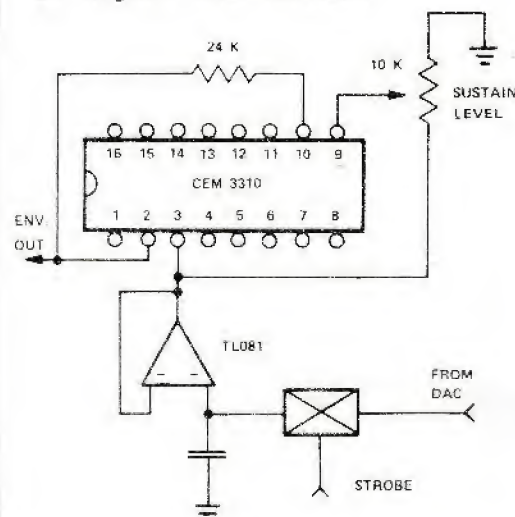 24 K
10 K
SUSTAIN
LEVEL
16 15 14 13 12 11 10 9
CEM 3310
1 2 3 4 5 6 7 8
ENV.
OUT
TL081
- -
FROM
DAC
STROBE